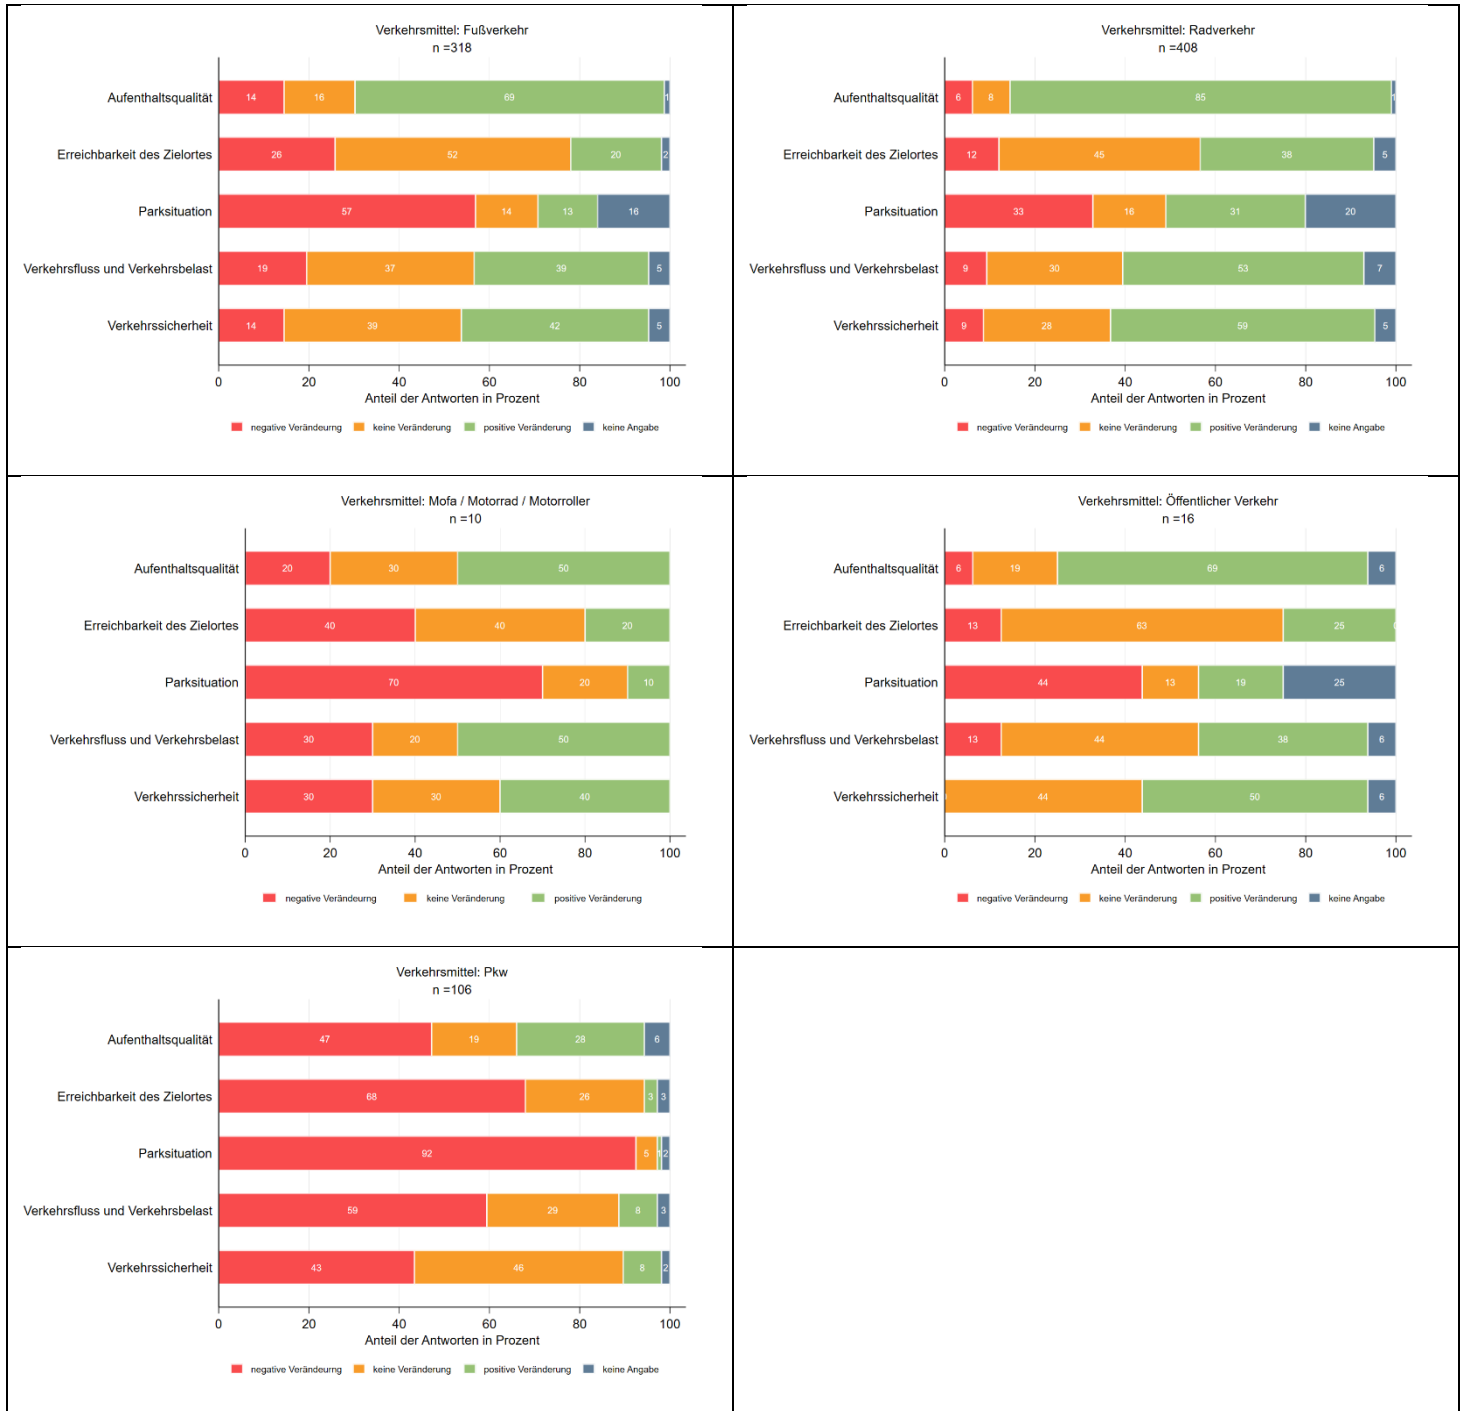 Verkehrsmittel: Fußverkehr
n =318
Aufenthaltsqualität 14 16 69 1
Erreichbarkeit des Zielortes 26 52 20 2
Parksituation 57 14 13 16
Verkehrsfluss und Verkehrsbelast 19 37 39 5
Verkehrssicherheit 14 39 42 5
0 20 40 60 80 100
Anteil der Antworten in Prozent
negative Verändeurng keine Veränderung positive Veränderung keine Angabe
Verkehrsmittel: Radverkehr
n =408
Aufenthaltsqualität 6 8 85 1
Erreichbarkeit des Zielortes 12 45 38 5
Parksituation 33 16 31 20
Verkehrsfluss und Verkehrsbelast 9 30 53 7
Verkehrssicherheit 9 28 59 5
0 20 40 60 80 100
Anteil der Antworten in Prozent
negative Verändeurng keine Veränderung positive Veränderung keine Angabe
Verkehrsmittel: Mofa / Motorrad / Motorroller
n =10
Aufenthaltsqualität 20 30 50
Erreichbarkeit des Zielortes 40 40 20
Parksituation 70 20 10
Verkehrsfluss und Verkehrsbelast 30 20 50
Verkehrssicherheit 30 30 40
0 20 40 60 80 100
Anteil der Antworten in Prozent
negative Verändeurng keine Veränderung positive Veränderung
Verkehrsmittel: Öffentlicher Verkehr
n =16
Aufenthaltsqualität 6 19 69 6
Erreichbarkeit des Zielortes 13 63 25
Parksituation 44 13 19 25
Verkehrsfluss und Verkehrsbelast 13 44 38 6
Verkehrssicherheit 44 50 6
0 20 40 60 80 100
Anteil der Antworten in Prozent
negative Verändeurng keine Veränderung positive Veränderung keine Angabe
Verkehrsmittel: Pkw
n =106
Aufenthaltsqualität 47 19 28 6
Erreichbarkeit des Zielortes 68 26 3 3
Parksituation 92 5 1 2
Verkehrsfluss und Verkehrsbelast 59 29 8 3
Verkehrssicherheit 43 46 8 2
0 20 40 60 80 100
Anteil der Antworten in Prozent
negative Verändeurng keine Veränderung positive Veränderung keine Angabe